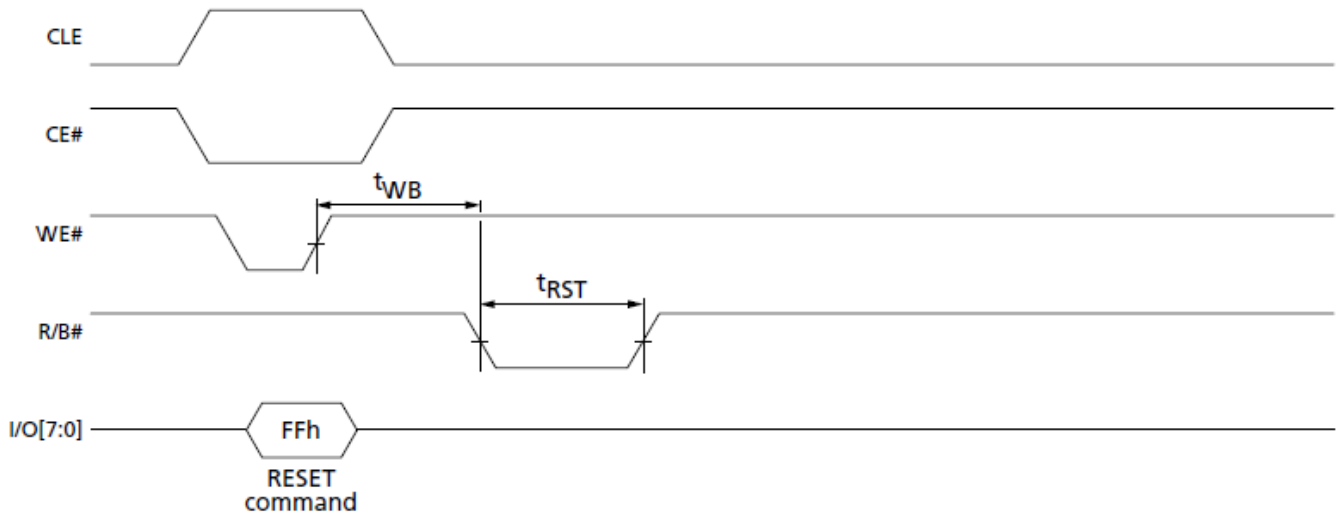 CLE
CE#
tWB
WE#
tRST
R/B#
I/O[7:0]
FFh
RESET
command